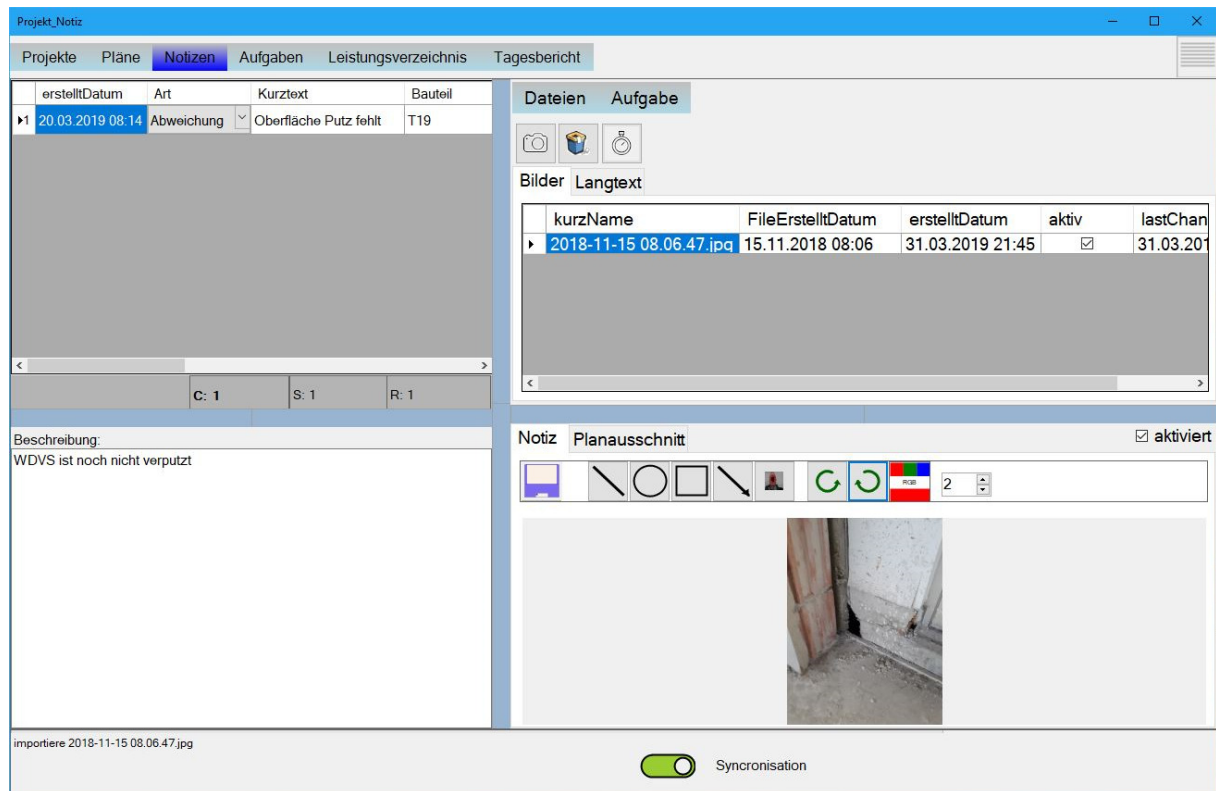 Projekt_Notiz
Projekte Pläne Notizen Aufgaben Leistungsverzeichnis Tagesbericht
erstelltDatum Art Kurztext Bauteil
1 20.03.2019 08:14 Abweichung Oberfläche Putz fehlt T19
C: 1 S: 1 R: 1
Beschreibung:
WDVS ist noch nicht verputzt
Dateien Aufgabe
Bilder Langtext
kurzName FileErstelltDatum erstelltDatum aktiv lastChan
2018-11-15 08.06.47.jpg 15.11.2018 08:06 31.03.2019 21:45 31.03.201
Notiz Planausschnitt aktiviert
RGB 2
importiere 2018-11-15 08.06.47.jpg
Syncronisation